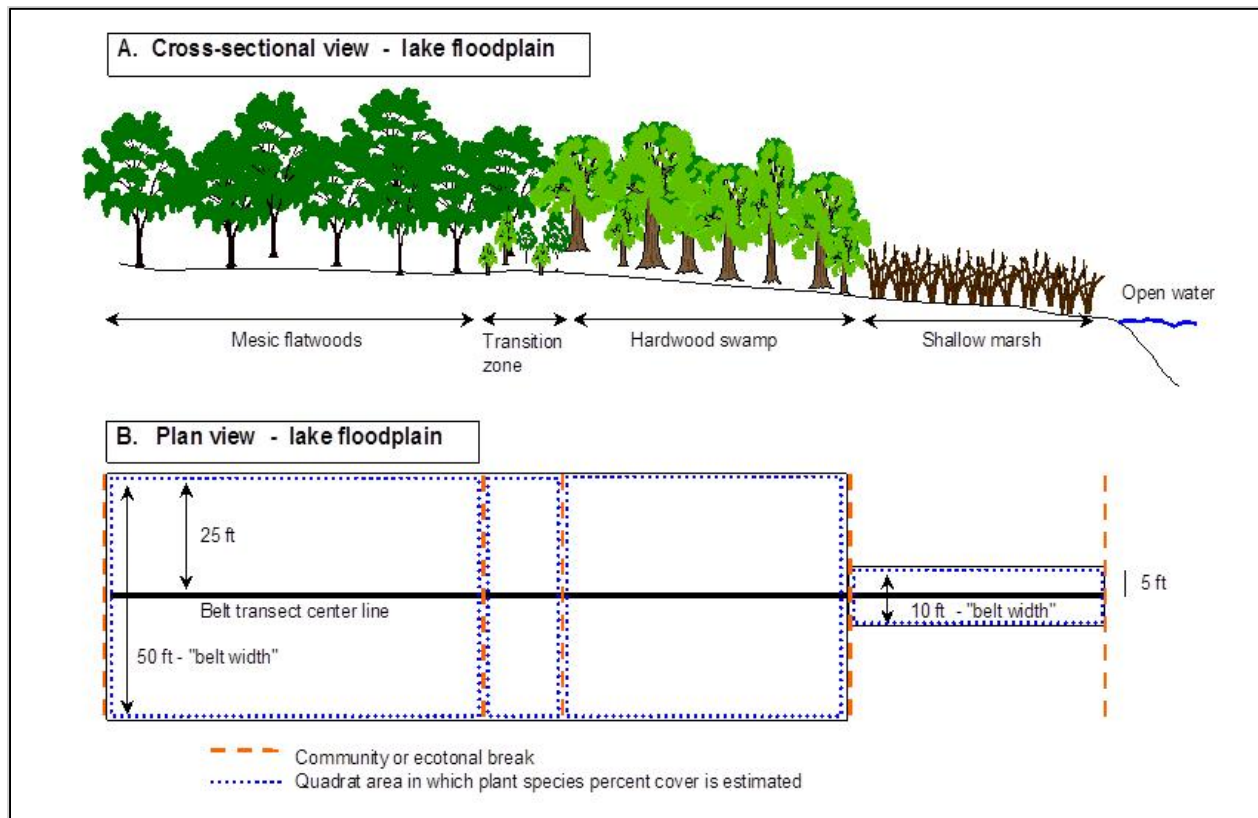 A. Cross-sectional view - lake floodplain
Open water
Mesic flatwoods
Transition
zone
Hardwood swamp
Shallow marsh
B. Plan view - lake floodplain
25 ft
5 ft
Belt transect center line
10 ft - "belt width"
50 ft - "belt width"
Community or ecotonal break
Quadrat area in which plant species percent cover is estimated